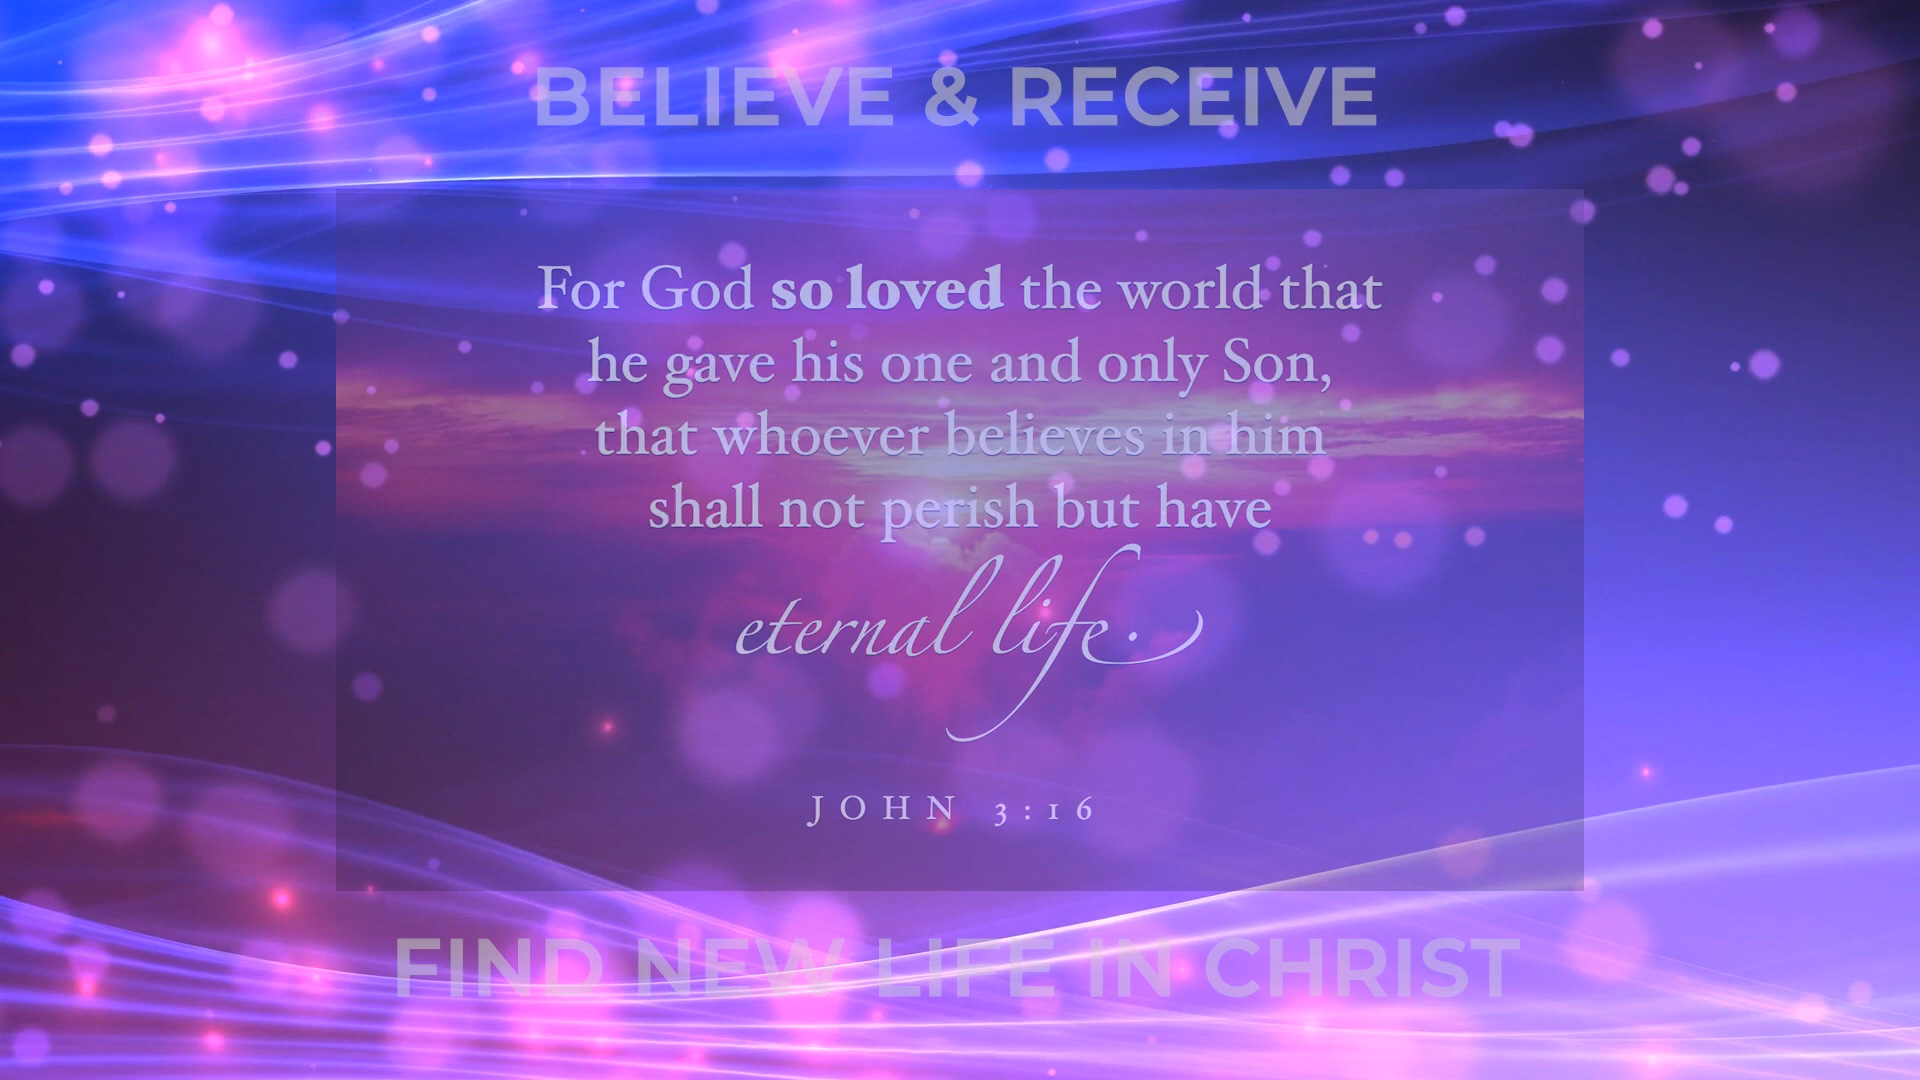 BELIEVE & RECEIVE
For God so loved the world that
he gave his one and only Son,
that whoever believes in him
shall not perish but have
eternal life.
JOHN 3:16
FIND NEW LIFE IN CHRIST